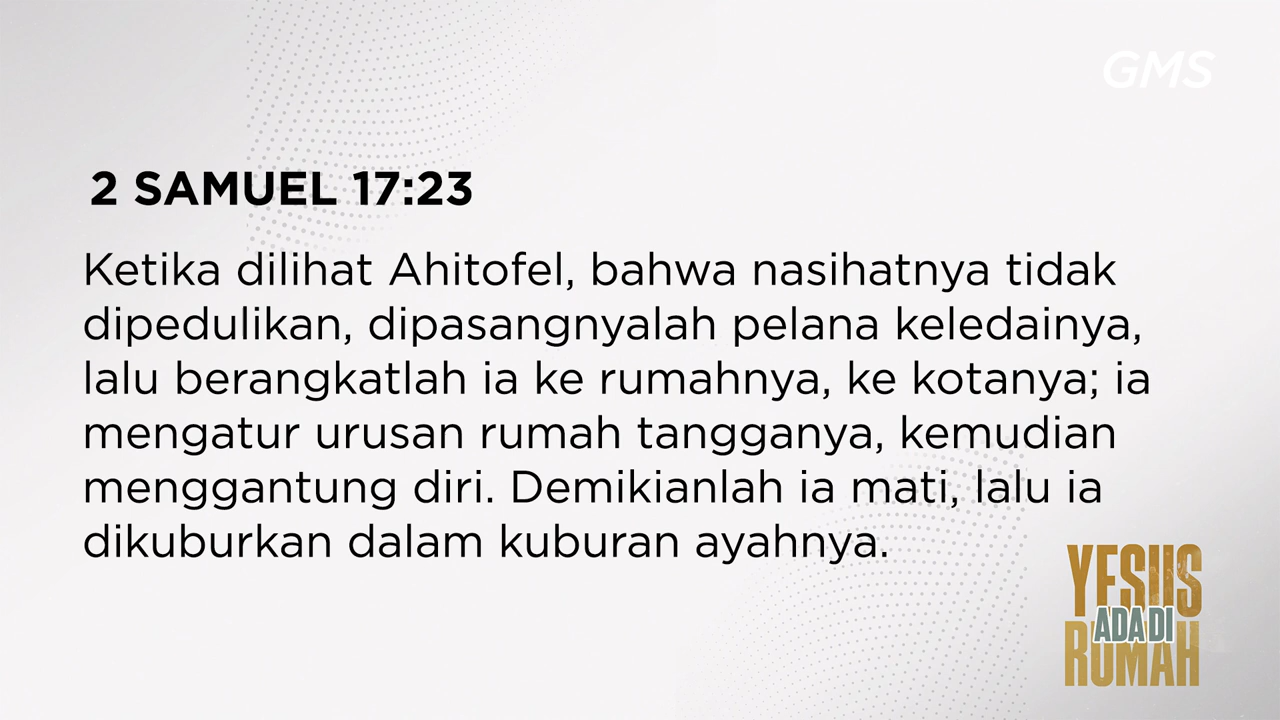 GMS
2 SAMUEL 17:23
Ketika dilihat Ahitofel, bahwa nasihatnya tidak
dipedulikan, dipasangnyalah pelana keledainya,
lalu berangkatlah ia ke rumahnya, ke kotanya; ia
mengatur urusan rumah tangganya, kemudian
menggantung diri. Demikianlah ia mati, lalu ia
dikuburkan dalam kuburan ayahnya.
YESUS
ADA DI
RUMAH